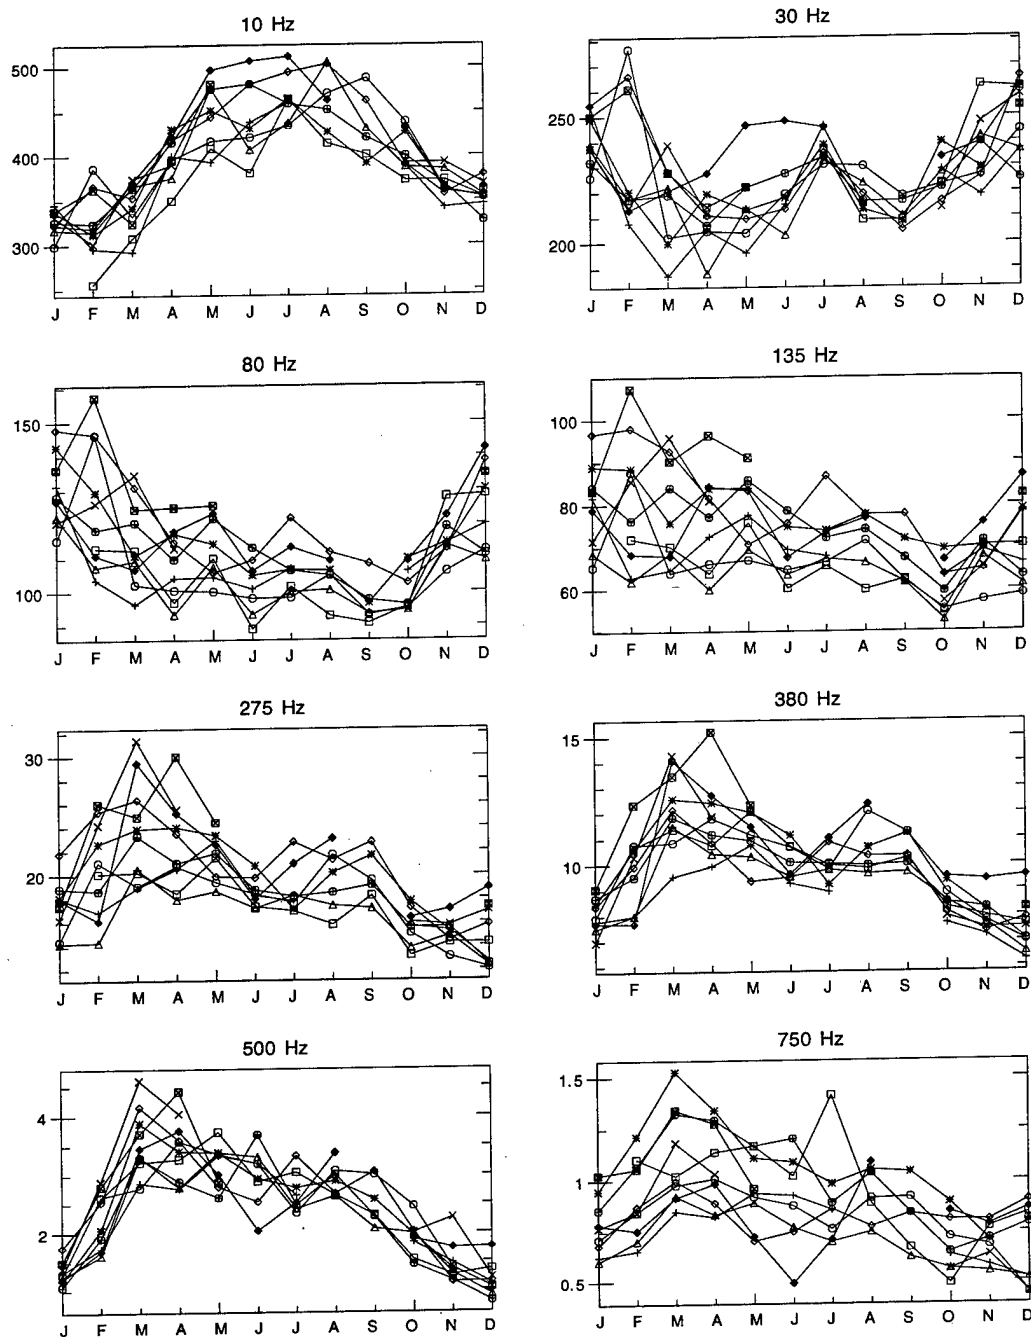 10 Hz
30 Hz
500
400
300
250
200
J F M A M J J A S O N D
J F M A M J J A S O N D
80 Hz
135 Hz
150
100
100
80
60
J F M A M J J A S O N D
J F M A M J J A S O N D
275 Hz
380 Hz
30
20
15
10
J F M A M J J A S O N D
J F M A M J J A S O N D
500 Hz
750 Hz
4
2
1.5
1
0.5
J F M A M J J A S O N D
J F M A M J J A S O N D